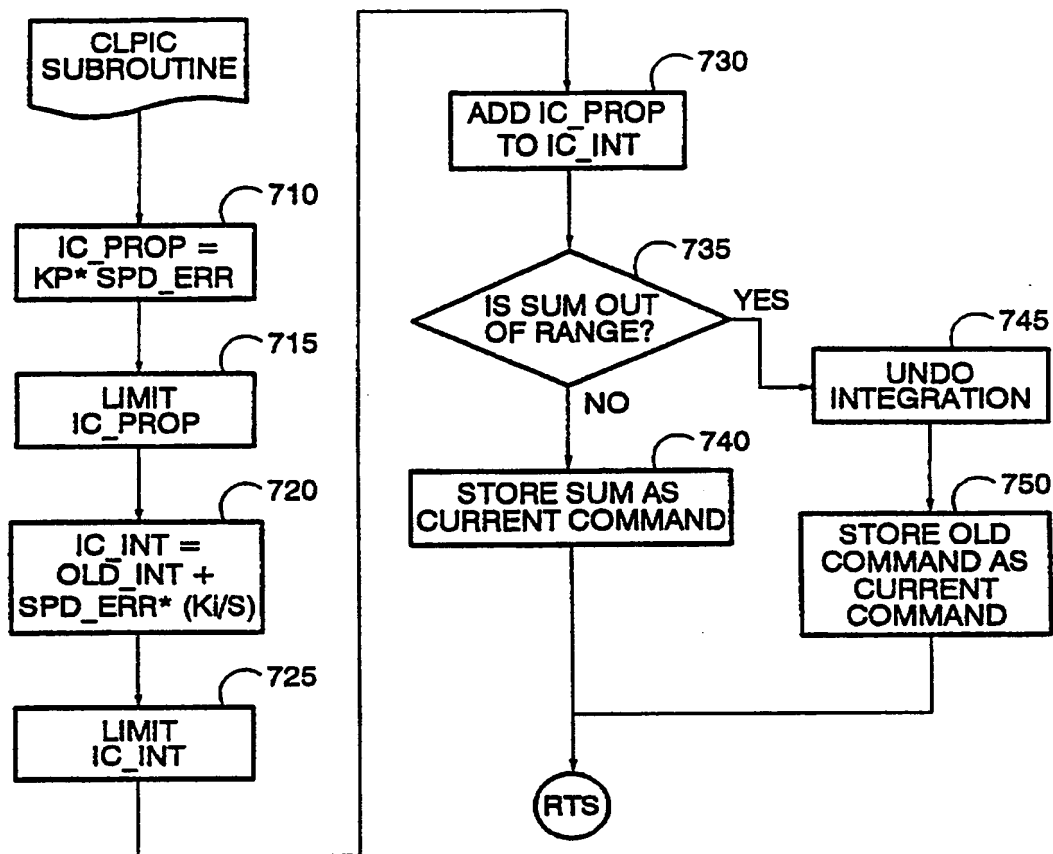 CLPIC
SUBROUTINE
710
IC_PROP =
KP* SPD_ERR
715
LIMIT
IC_PROP
720
IC_INT =
OLD_INT +
SPD_ERR* (Ki/S)
725
LIMIT
IC_INT
730
ADD IC_PROP
TO IC_INT
735
IS SUM OUT
OF RANGE?
YES
NO
740
STORE SUM AS
CURRENT COMMAND
745
UNDO
INTEGRATION
750
STORE OLD
COMMAND AS
CURRENT
COMMAND
RTS